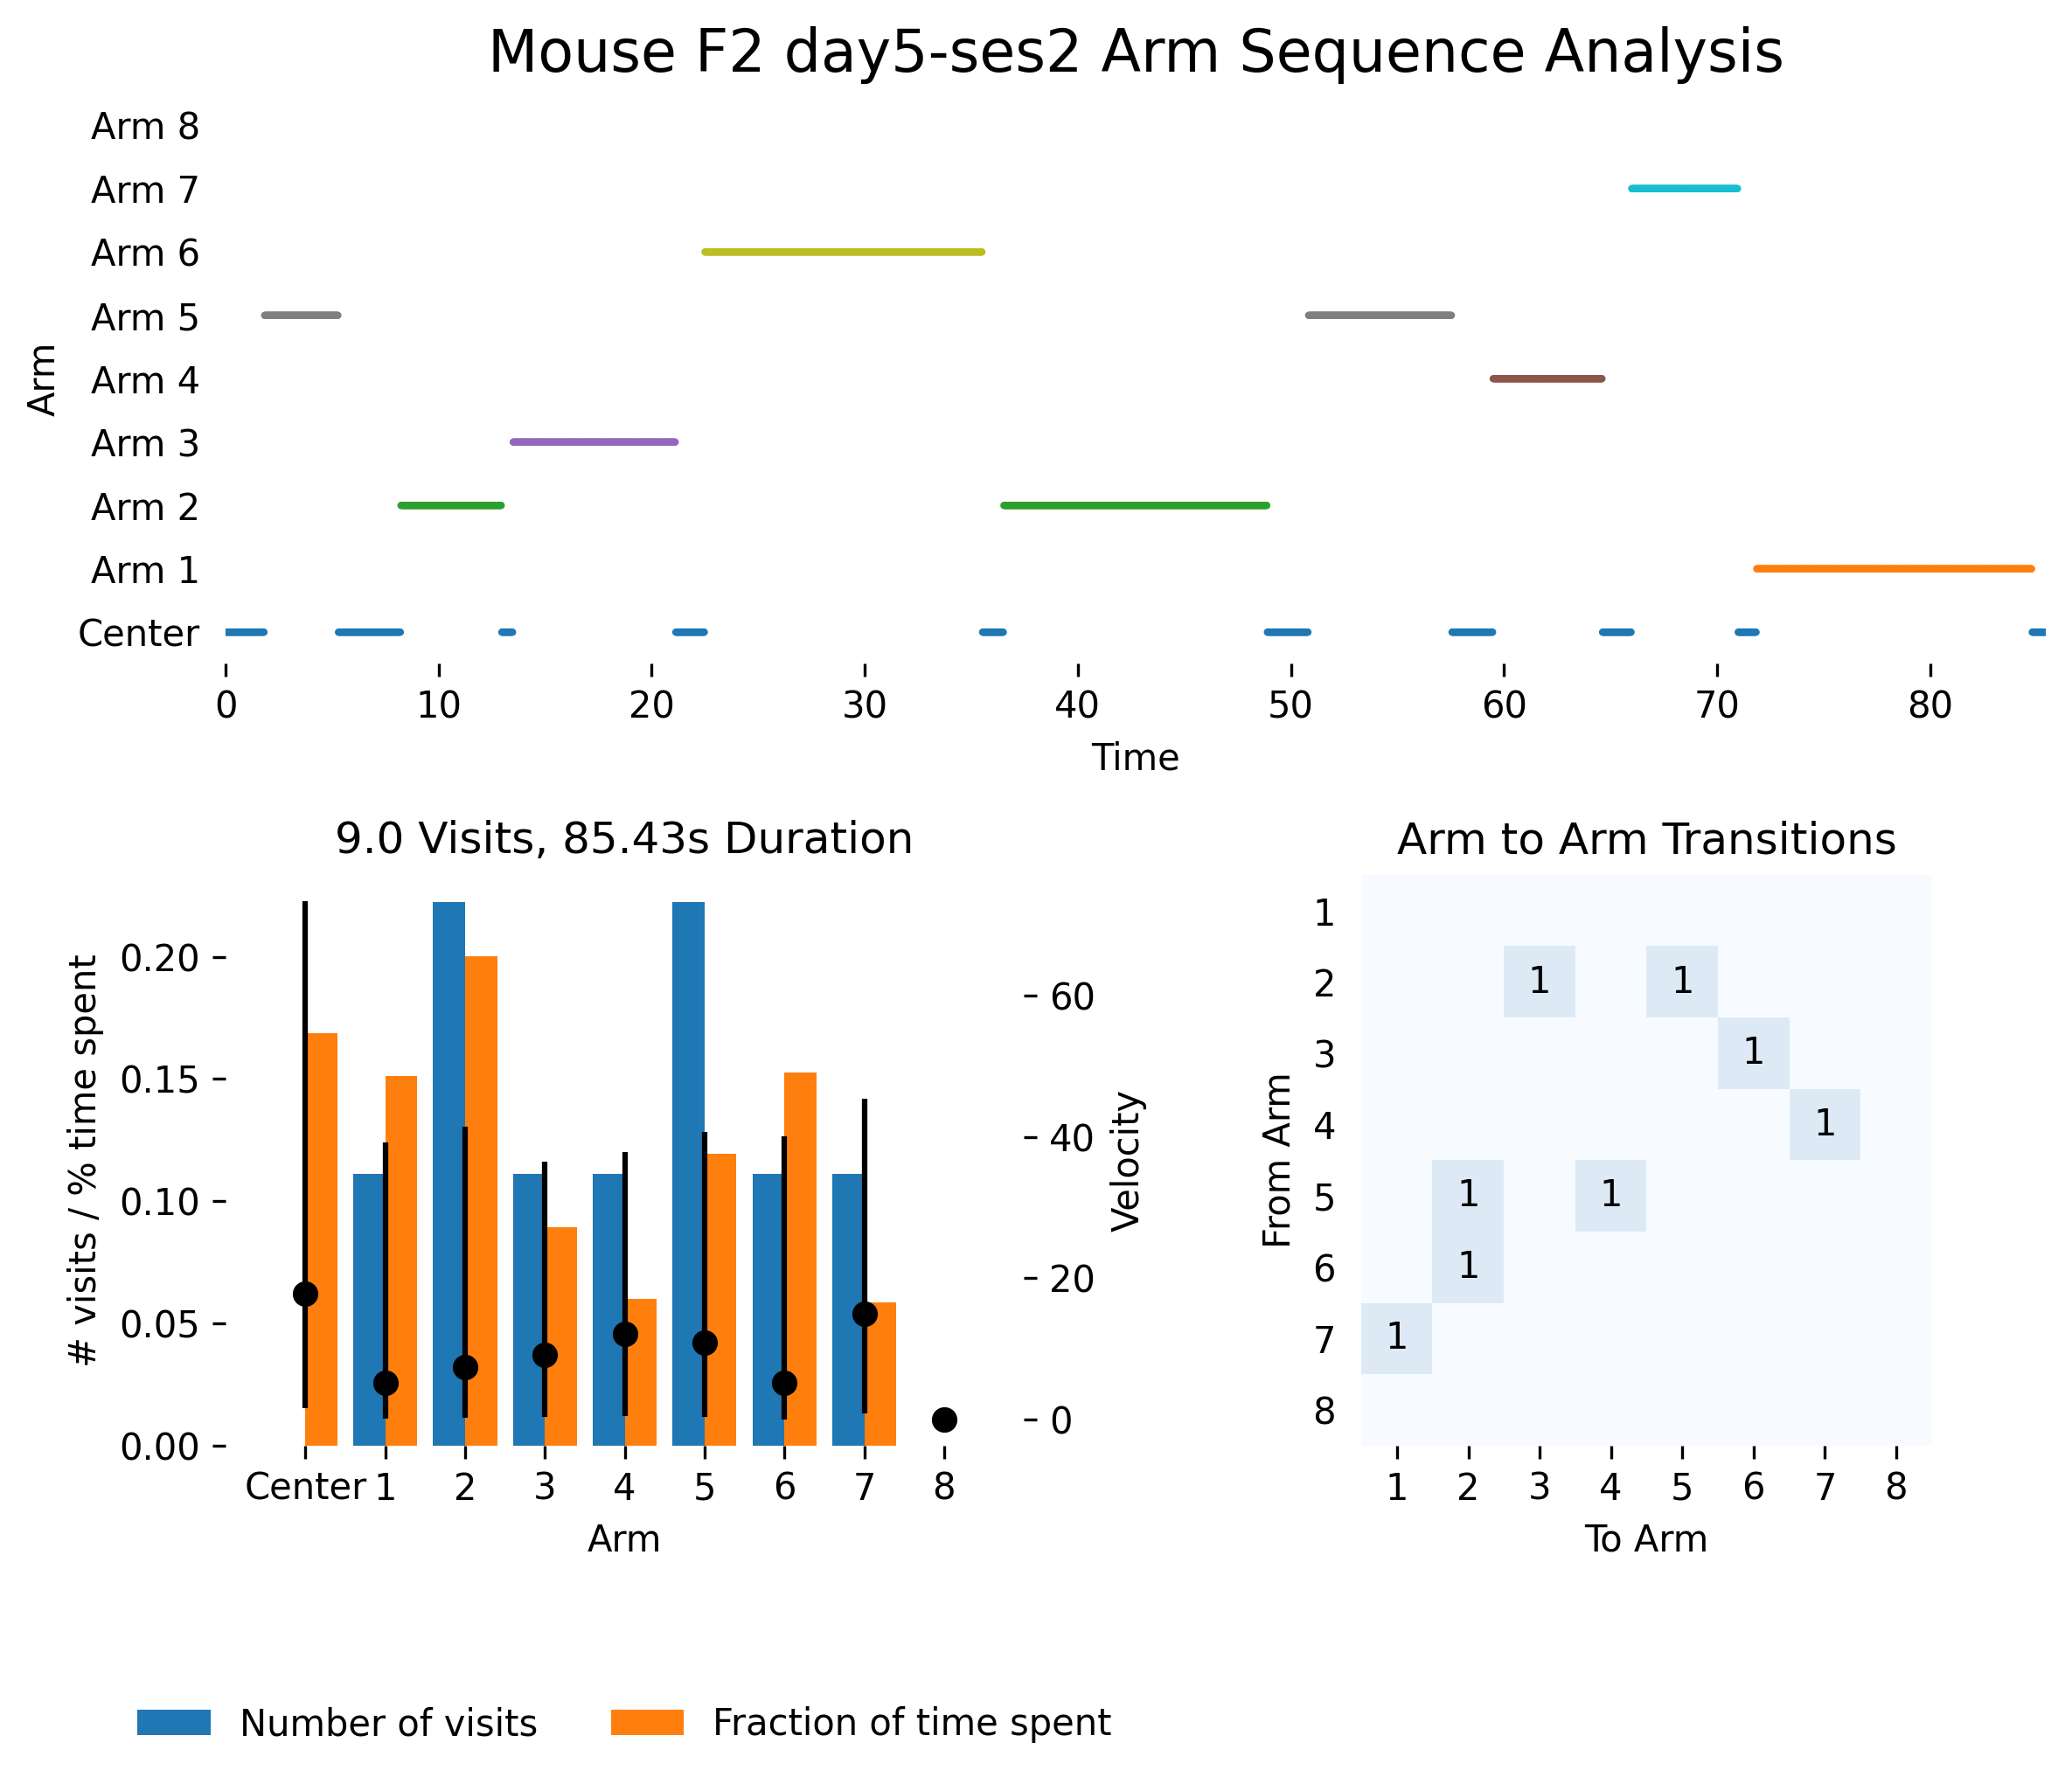 Mouse F2 day5-ses2 Arm Sequence Analysis
Arm 8
Arm 7
Arm 6
Arm 5
Arm 4
Arm 3
Arm 2
Arm 1
Center
Arm
0 10 20 30 40 50 60 70 80
Time
9.0 Visits, 85.43s Duration
0.20
0.15
0.10
0.05
0.00
# visits / % time spent
60
40
20
0
Velocity
Center 1 2 3 4 5 6 7 8
Arm
Arm to Arm Transitions
1
2 1 1
3 1
4 1
5 1 1
6 1
7 1
8
From Arm
1 2 3 4 5 6 7 8
To Arm
Number of visits Fraction of time spent